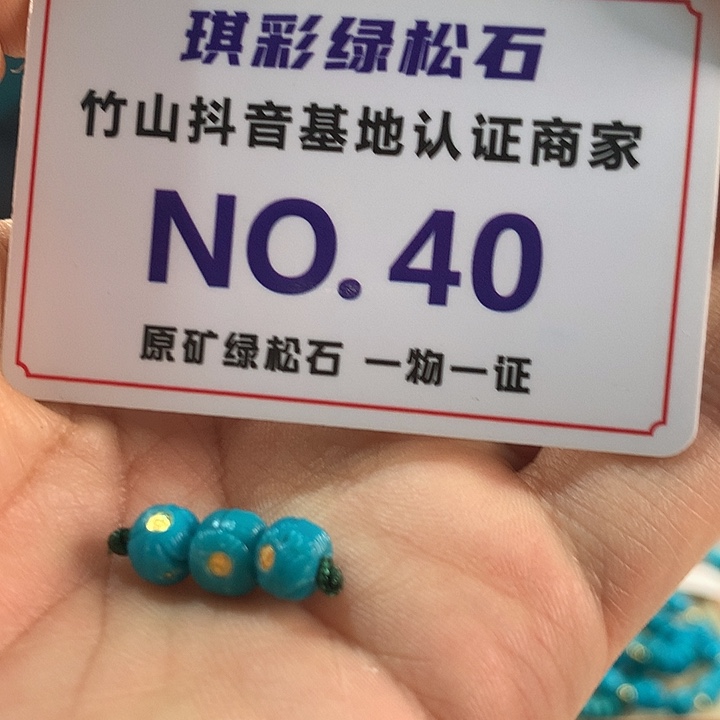 琪彩绿松石
竹山抖音基地认证商家
NO. 40
原矿绿松石 一物一证